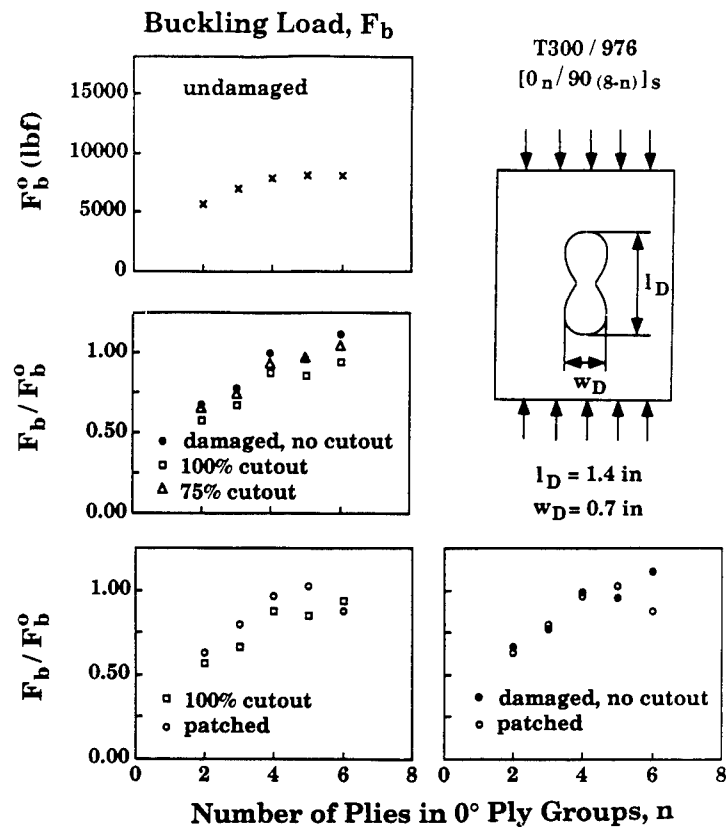 Buckling Load, F_b
15000
10000
5000
0
F_b^o (lbf)
undamaged
T300 / 976
[0_n / 90_(8-n)]_s
l_D
w_D
l_D = 1.4 in
w_D = 0.7 in
1.00
0.50
0.00
F_b / F_b^o
• damaged, no cutout
□ 100% cutout
△ 75% cutout
1.00
0.50
0.00
F_b / F_b^o
□ 100% cutout
○ patched
0 2 4 6 8
• damaged, no cutout
○ patched
0 2 4 6 8
Number of Plies in 0° Ply Groups, n